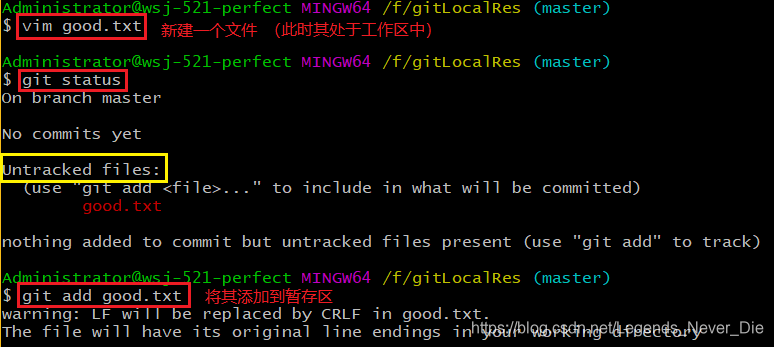 Administrator@wsj-521-perfect MINGW64 /f/gitLocalRes (master)
$ vim good.txt 新建一个文件 （此时其处于工作区中）
Administrator@wsj-521-perfect MINGW64 /f/gitLocalRes (master)
$ git status
On branch master
No commits yet
Untracked files:
(use "git add <file>..." to include in what will be committed)
good.txt
nothing added to commit but untracked files present (use "git add" to track)
Administrator@wsj-521-perfect MINGW64 /f/gitLocalRes (master)
$ git add good.txt 将其添加到暂存区
warning: LF will be replaced by CRLF in good.txt.
The file will have its original line endings in your working directory
https://blog.csdn.net/Legends_Never_Die